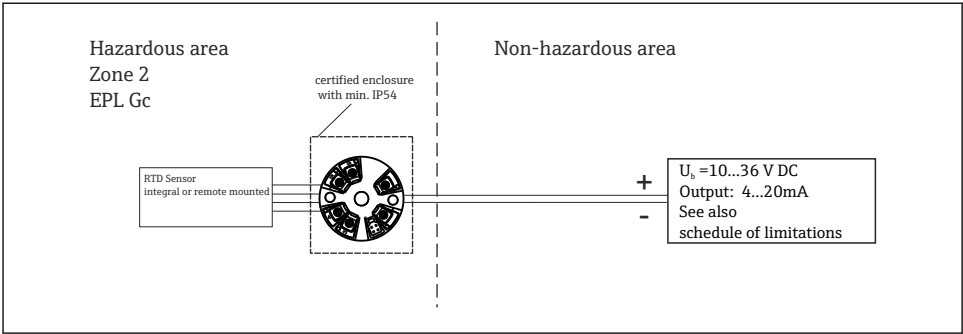 Hazardous area
Zone 2
EPL Gc
Non-hazardous area
certified enclosure
with min. IP54
RTD Sensor
integral or remote mounted
+
-
U_b =10...36 V DC
Output: 4...20mA
See also
schedule of limitations